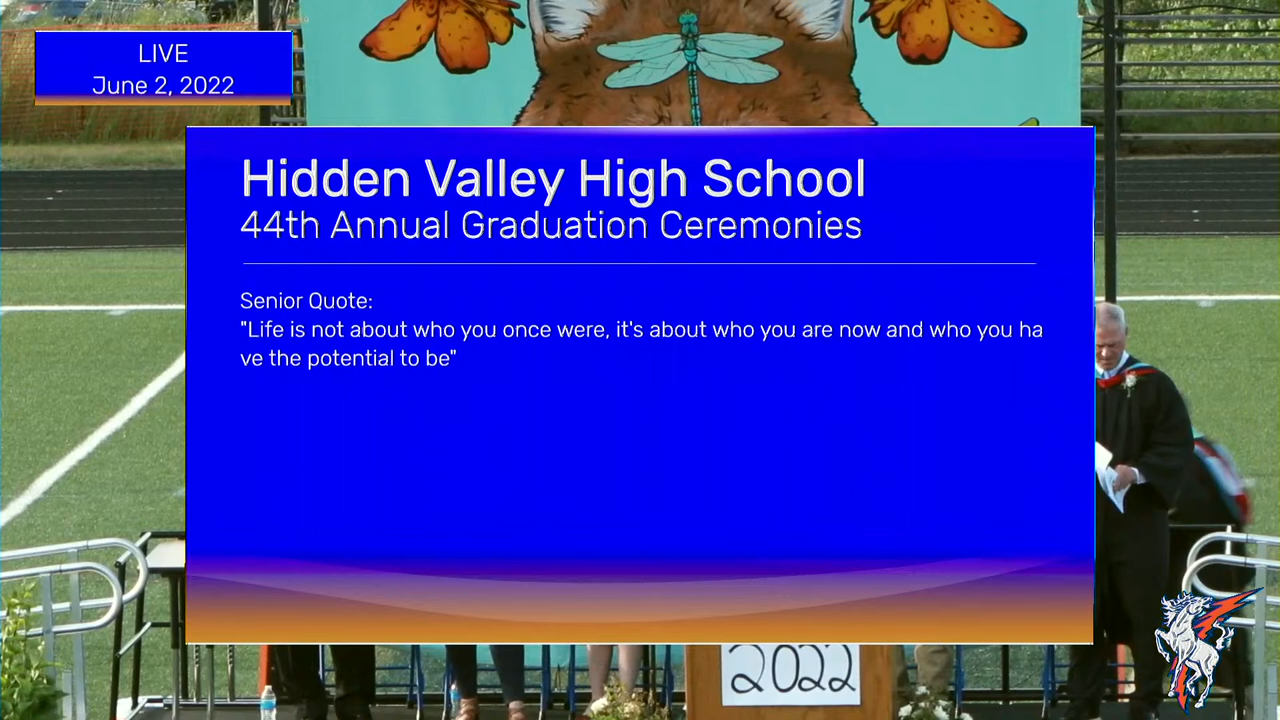 LIVE
June 2, 2022
Hidden Valley High School
44th Annual Graduation Ceremonies
Senior Quote:
"Life is not about who you once were, it's about who you are now and who you ha
ve the potential to be"
2022